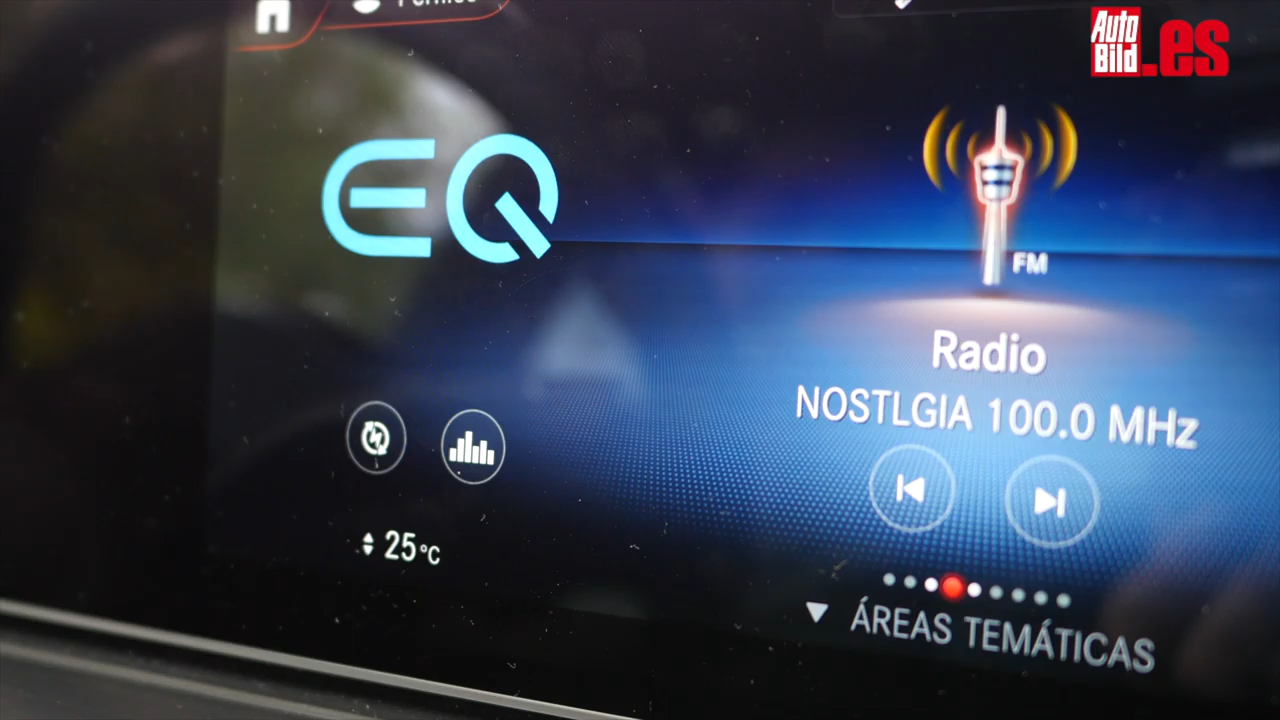 Auto
Bild.es
EQ
FM
Radio
NOSTLGIA 100.0 MHz
25°C
ÁREAS TEMÁTICAS